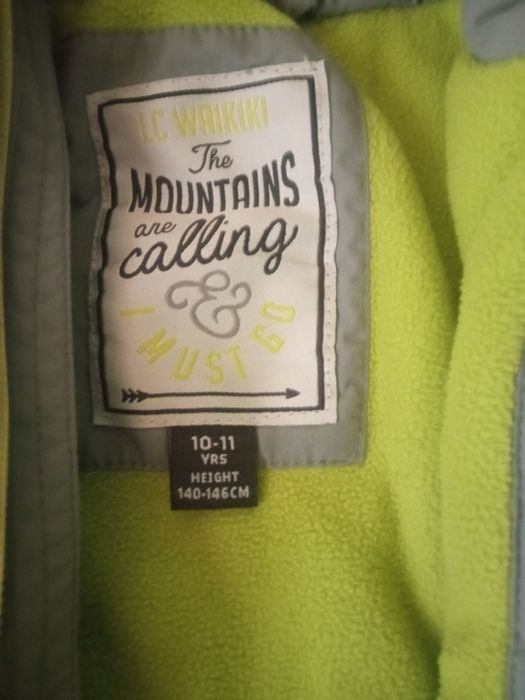 LC WAIKIKI
The
MOUNTAINS
are
calling
&
I MUST GO
10-11
YRS
HEIGHT
140-146CM